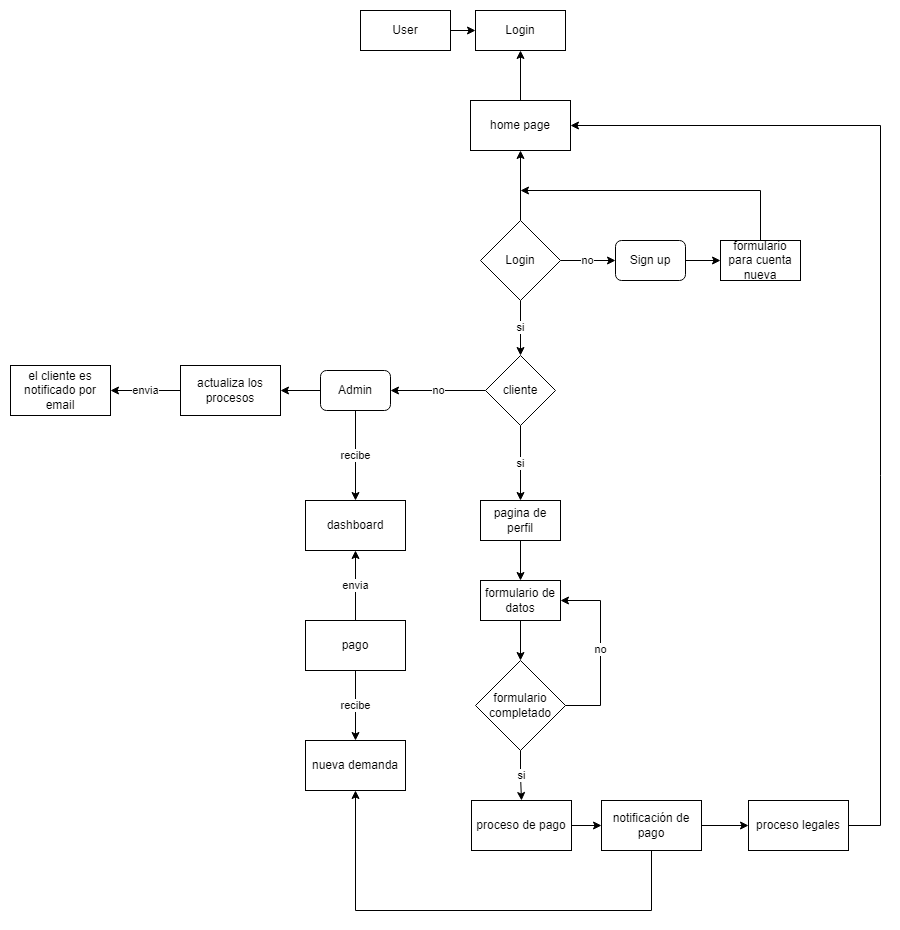 User
Login
home page
Login
no
Sign up
formulario
para cuenta
nueva
si
el cliente es
notificado por
email
envia
actualiza los
procesos
Admin
no
cliente
recibe
si
dashboard
pagina de
perfil
envia
formulario de
datos
pago
no
recibe
formulario
completado
nueva demanda
si
proceso de pago
notificación de
pago
proceso legales